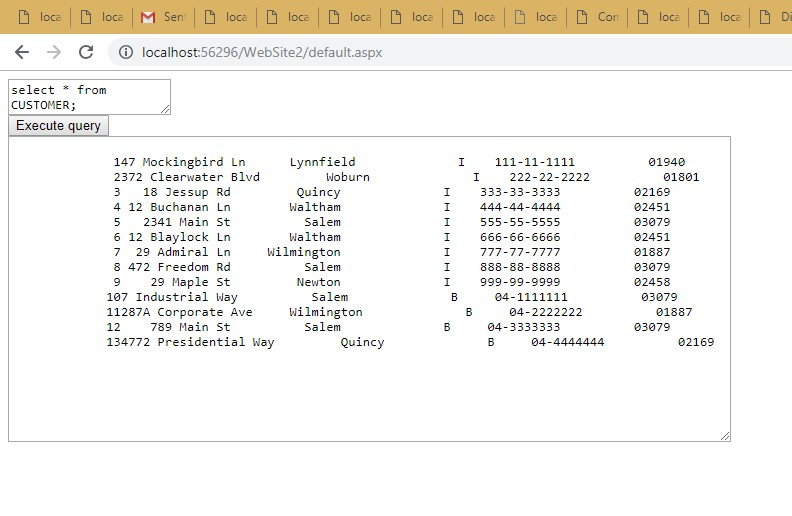 loca loca Sent loca loca loca loca loca loca Con loca loca Di
localhost:56296/WebSite2/default.aspx
select * from
CUSTOMER;
Execute query
147 Mockingbird Ln Lynnfield I 111-11-1111 01940
2372 Clearwater Blvd Woburn I 222-22-2222 01801
3 18 Jessup Rd Quincy I 333-33-3333 02169
4 12 Buchanan Ln Waltham I 444-44-4444 02451
5 2341 Main St Salem I 555-55-5555 03079
6 12 Blaylock Ln Waltham I 666-66-6666 02451
7 29 Admiral Ln Wilmington I 777-77-7777 01887
8 472 Freedom Rd Salem I 888-88-8888 03079
9 29 Maple St Newton I 999-99-9999 02458
107 Industrial Way Salem B 04-1111111 03079
11287A Corporate Ave Wilmington B 04-2222222 01887
12 789 Main St Salem B 04-3333333 03079
134772 Presidential Way Quincy B 04-4444444 02169